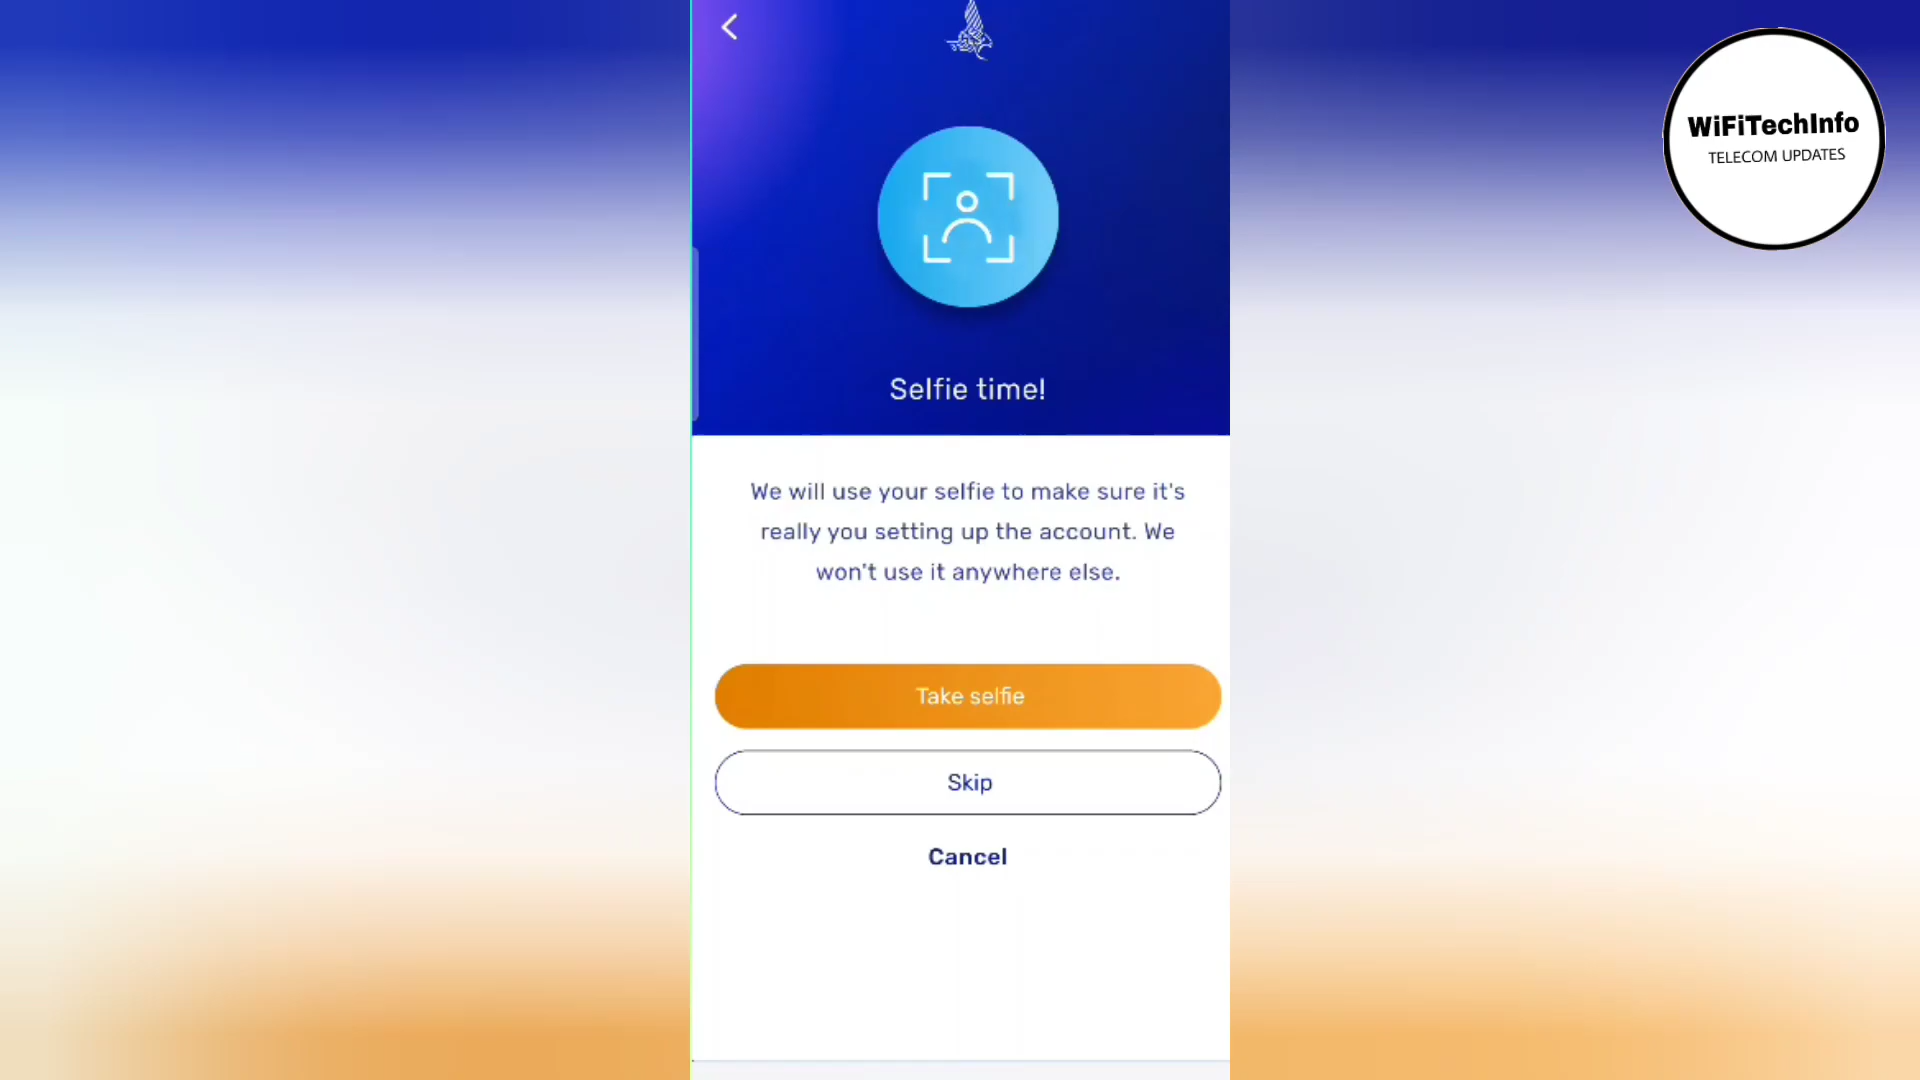 WiFiTechInfo
TELECOM UPDATES
Selfie time!
We will use your selfie to make sure it's
really you setting up the account. We
won't use it anywhere else.
Take selfie
Skip
Cancel